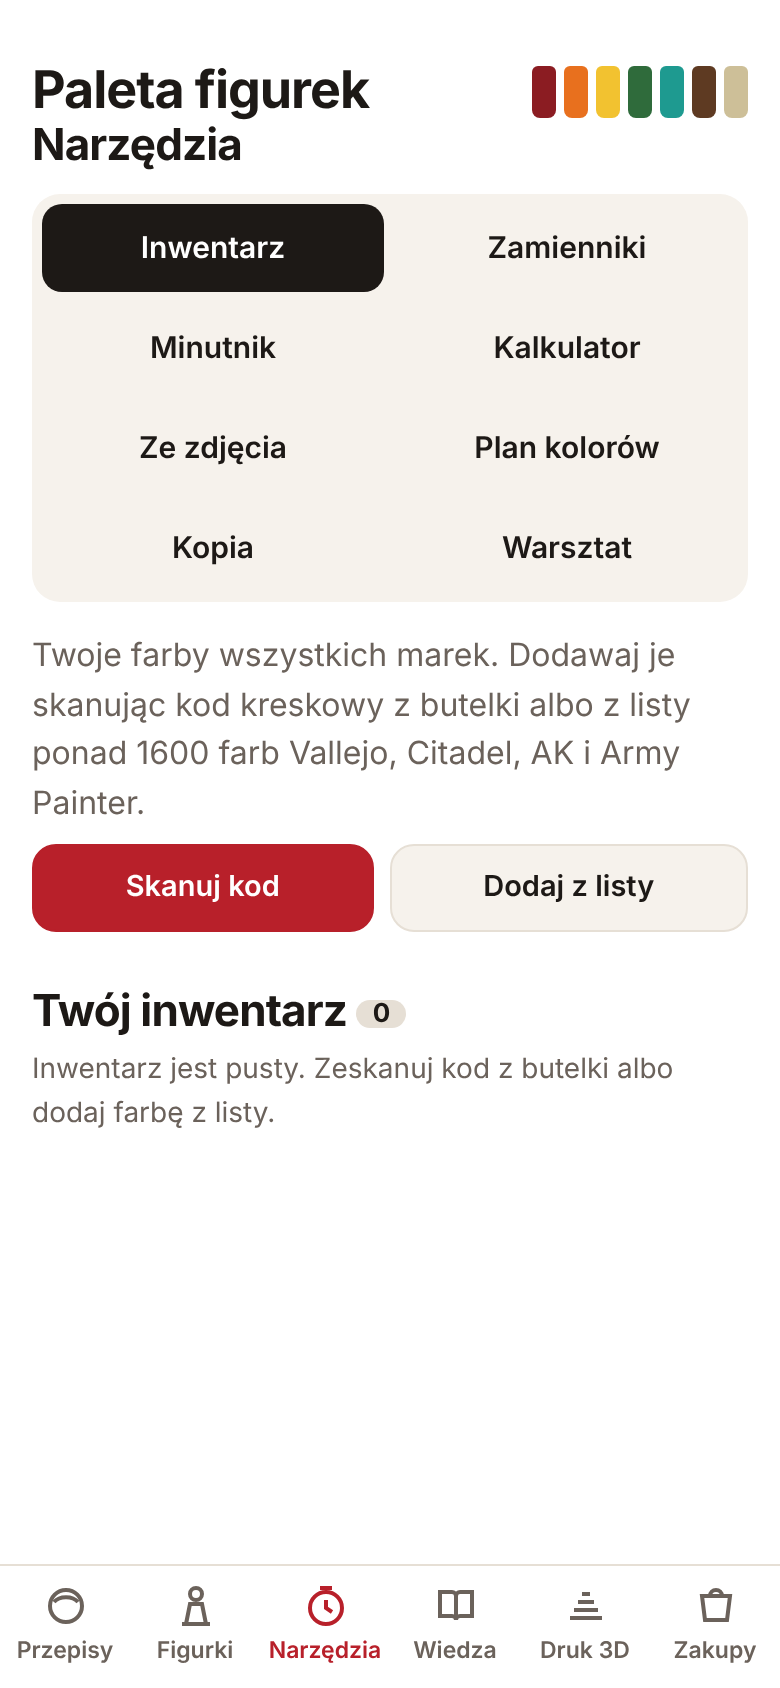 Paleta figurek
Narzędzia
Inwentarz
Zamienniki
Minutnik
Kalkulator
Ze zdjęcia
Plan kolorów
Kopia
Warsztat
Twoje farby wszystkich marek. Dodawaj je
skanując kod kreskowy z butelki albo z listy
ponad 1600 farb Vallejo, Citadel, AK i Army
Painter.
Skanuj kod
Dodaj z listy
Twój inwentarz 0
Inwentarz jest pusty. Zeskanuj kod z butelki albo
dodaj farbę z listy.
Przepisy
Figurki
Narzędzia
Wiedza
Druk 3D
Zakupy